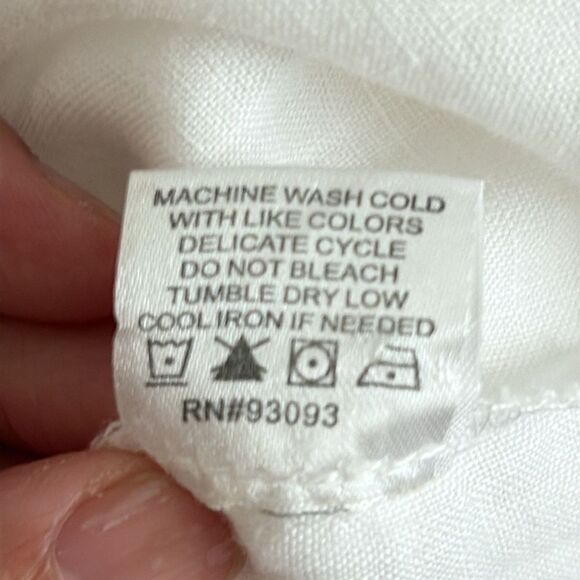 MACHINE WASH COLD
WITH LIKE COLORS
DELICATE CYCLE
DO NOT BLEACH
TUMBLE DRY LOW
COOL IRON IF NEEDED
RN#93093